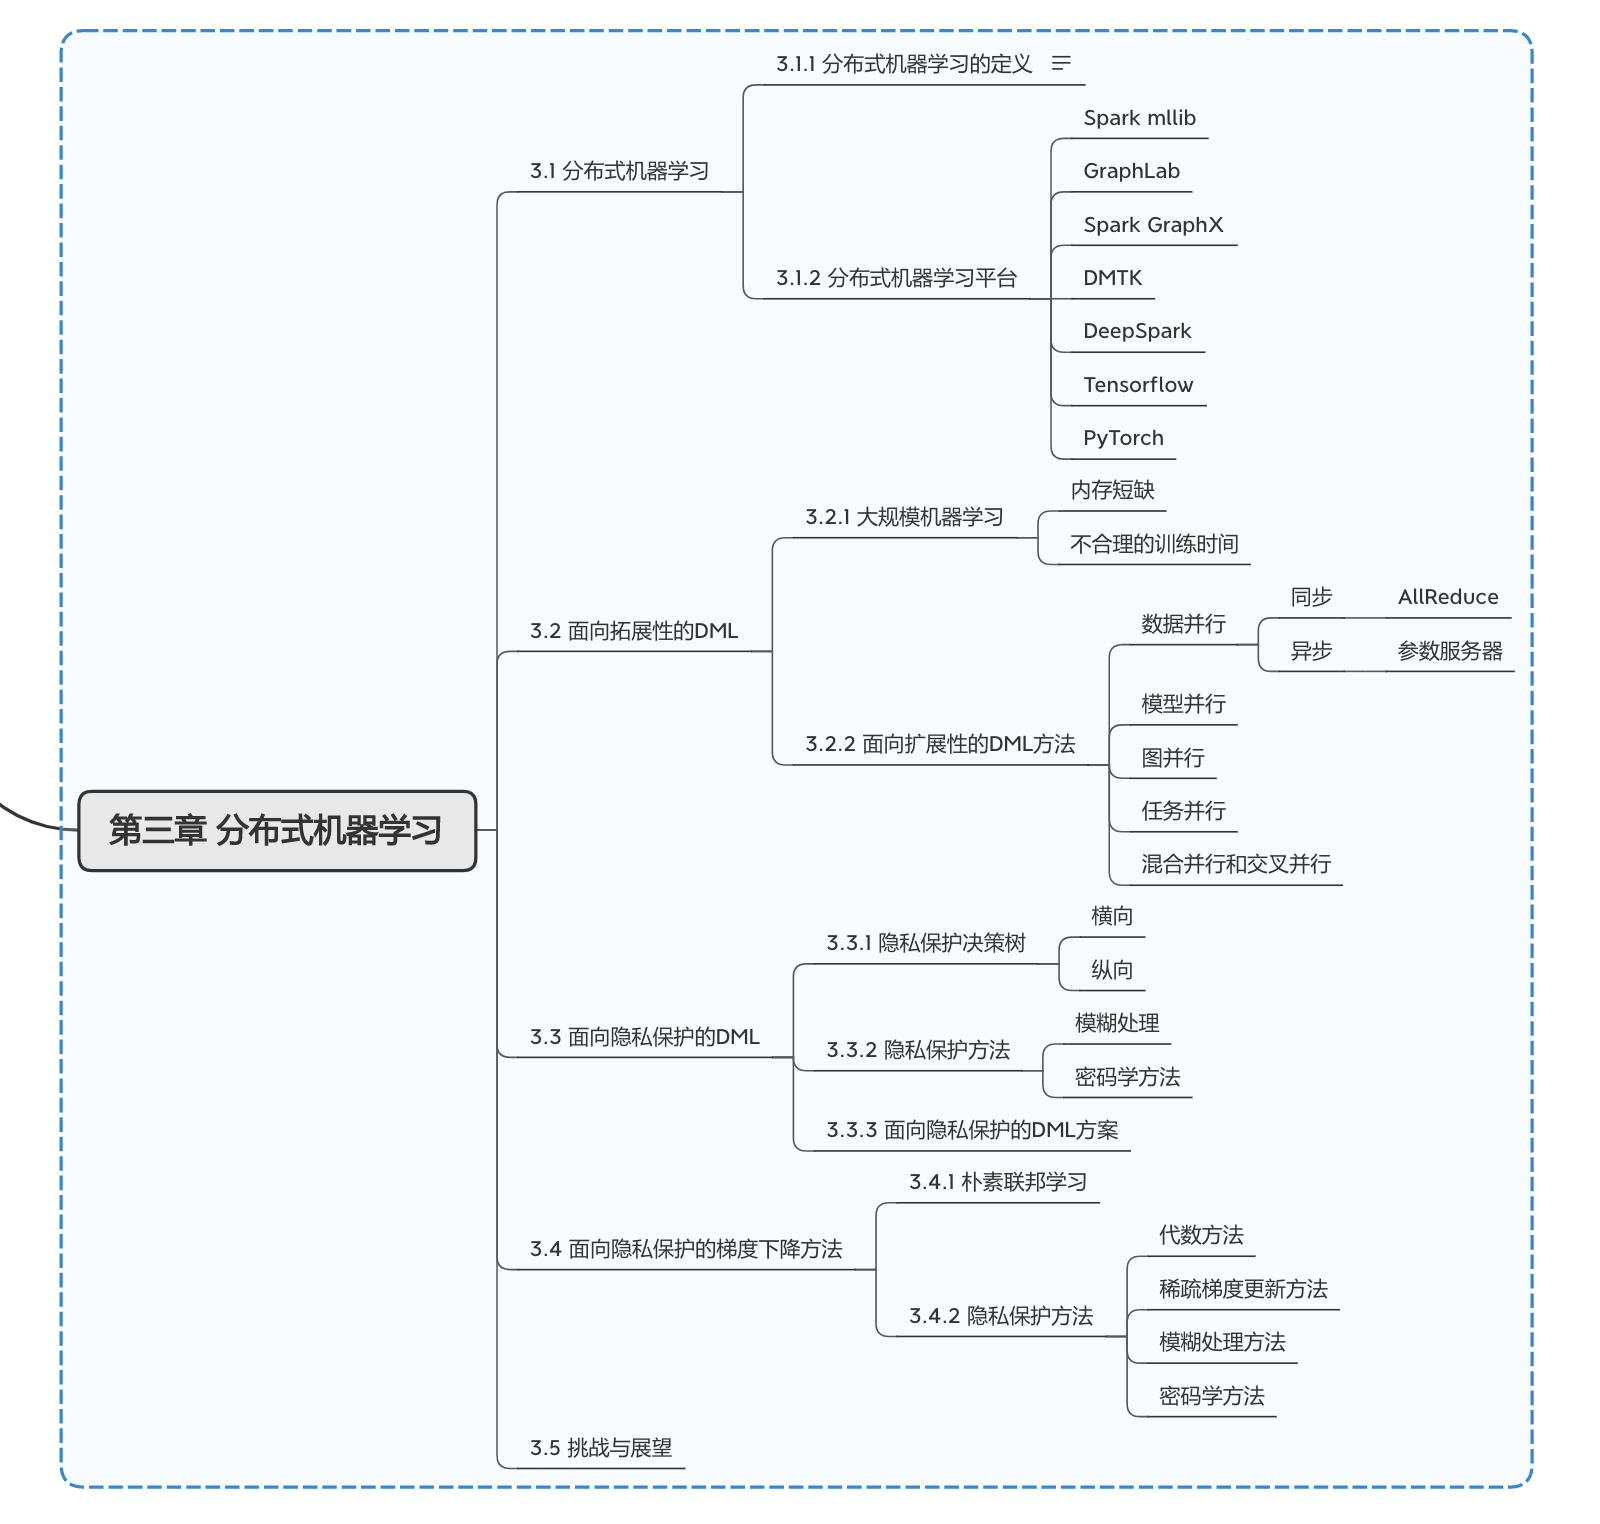 第三章 分布式机器学习
3.1 分布式机器学习
3.1.1 分布式机器学习的定义
3.1.2 分布式机器学习平台
Spark mllib
GraphLab
Spark GraphX
DMTK
DeepSpark
Tensorflow
PyTorch
3.2 面向拓展性的DML
3.2.1 大规模机器学习
内存短缺
不合理的训练时间
3.2.2 面向扩展性的DML方法
数据并行
同步
AllReduce
异步
参数服务器
模型并行
图并行
任务并行
混合并行和交叉并行
3.3 面向隐私保护的DML
3.3.1 隐私保护决策树
横向
纵向
3.3.2 隐私保护方法
模糊处理
密码学方法
3.3.3 面向隐私保护的DML方案
3.4 面向隐私保护的梯度下降方法
3.4.1 朴素联邦学习
3.4.2 隐私保护方法
代数方法
稀疏梯度更新方法
模糊处理方法
密码学方法
3.5 挑战与展望